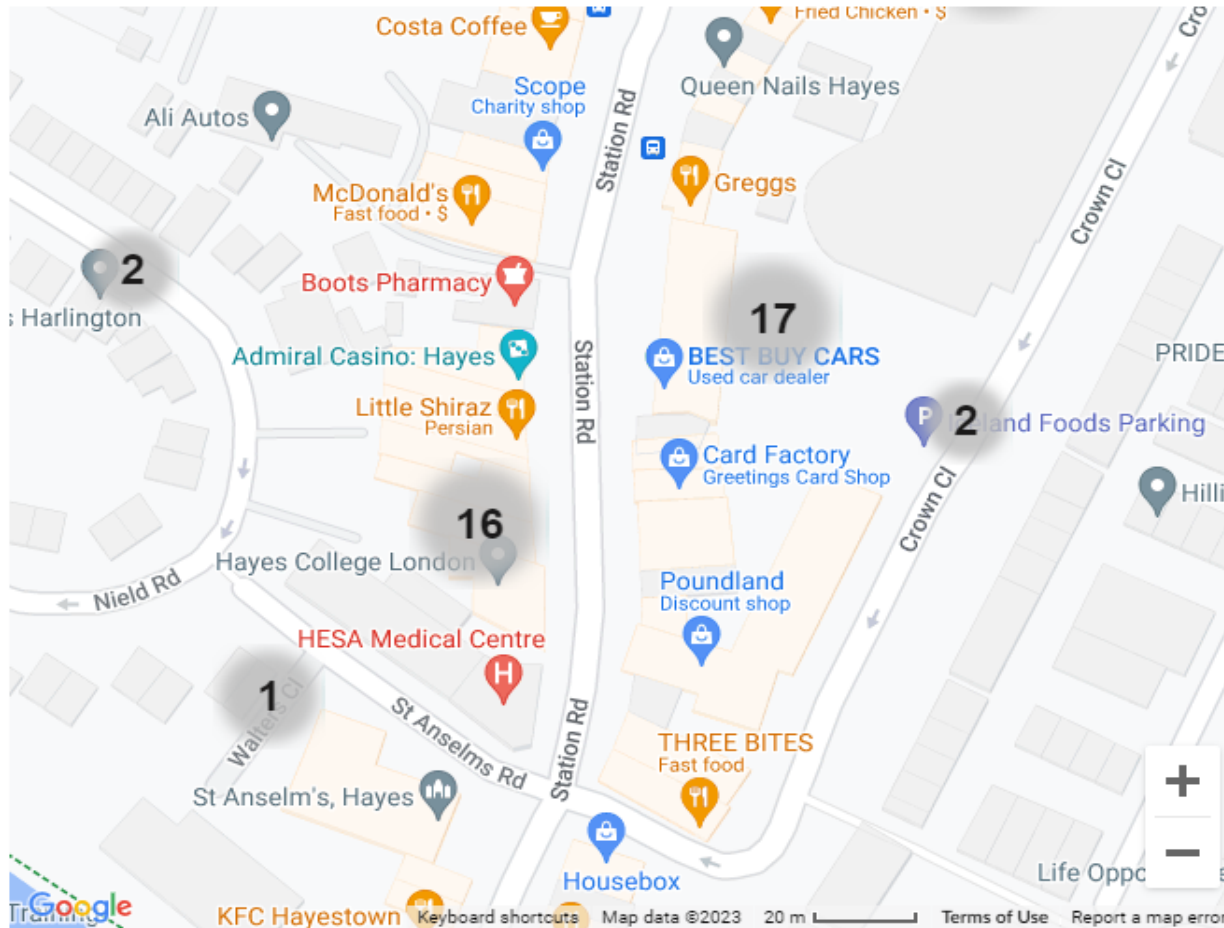 Fried Chicken • $
Costa Coffee
Cro
Queen Nails Hayes
Scope
Charity shop
Ali Autos
Station Rd
McDonald's
Fast food • $
Greggs
Crown Cl
2
Boots Pharmacy
s Harlington
17
Admiral Casino: Hayes
BEST BUY CARS
Used car dealer
PRIDE
Station Rd
Little Shiraz
Persian
P
2
eland Foods Parking
Card Factory
Greetings Card Shop
Hilli
16
Crown Cl
Hayes College London
Nield Rd
Poundland
Discount shop
HESA Medical Centre
H
1
Walters Cl
St Anselms Rd
Station Rd
THREE BITES
Fast food
St Anselm's, Hayes
+
−
Housebox
Life Oppo
Training
Google
KFC Hayestown
Keyboard shortcuts Map data ©2023 20 m Terms of Use Report a map error